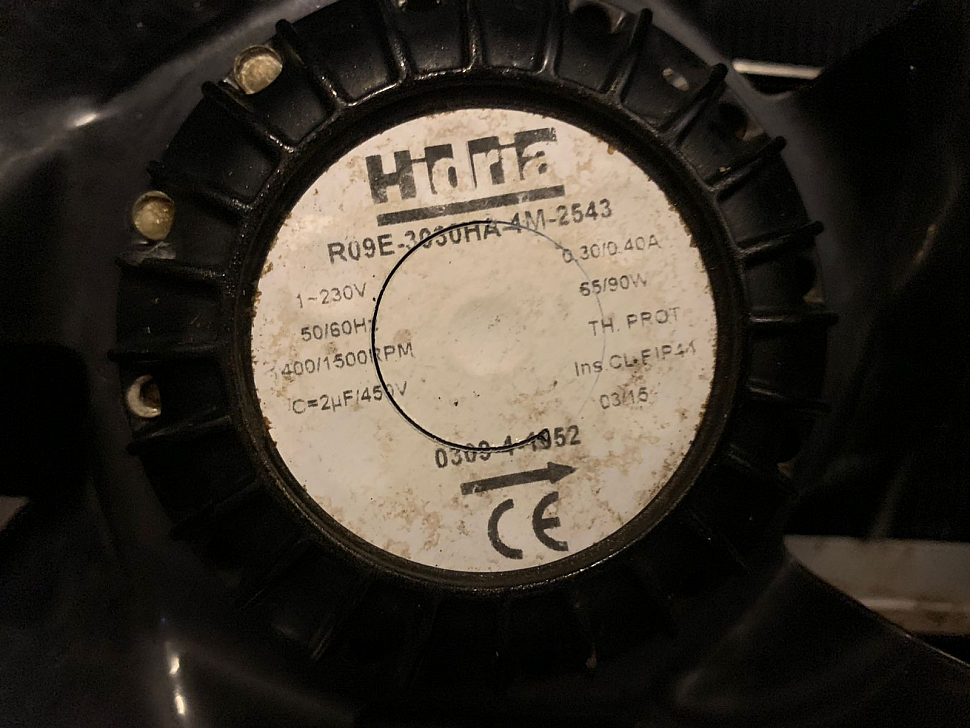 Hidria
R09E-3030HA-4M-2543
1~230V 0.30/0.40A
50/60Hz 65/90W
1400/1500RPM TH. PROT
C=2µF/450V Ins.CL-F IP44
03/15
0309-4-1952
CE